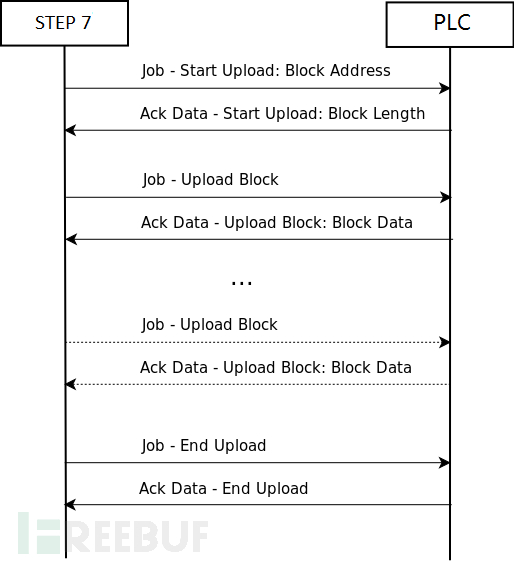 STEP 7
PLC
Job - Start Upload: Block Address
Ack Data - Start Upload: Block Length
Job - Upload Block
Ack Data - Upload Block: Block Data
...
Job - Upload Block
Ack Data - Upload Block: Block Data
Job - End Upload
Ack Data - End Upload
FREEBUF